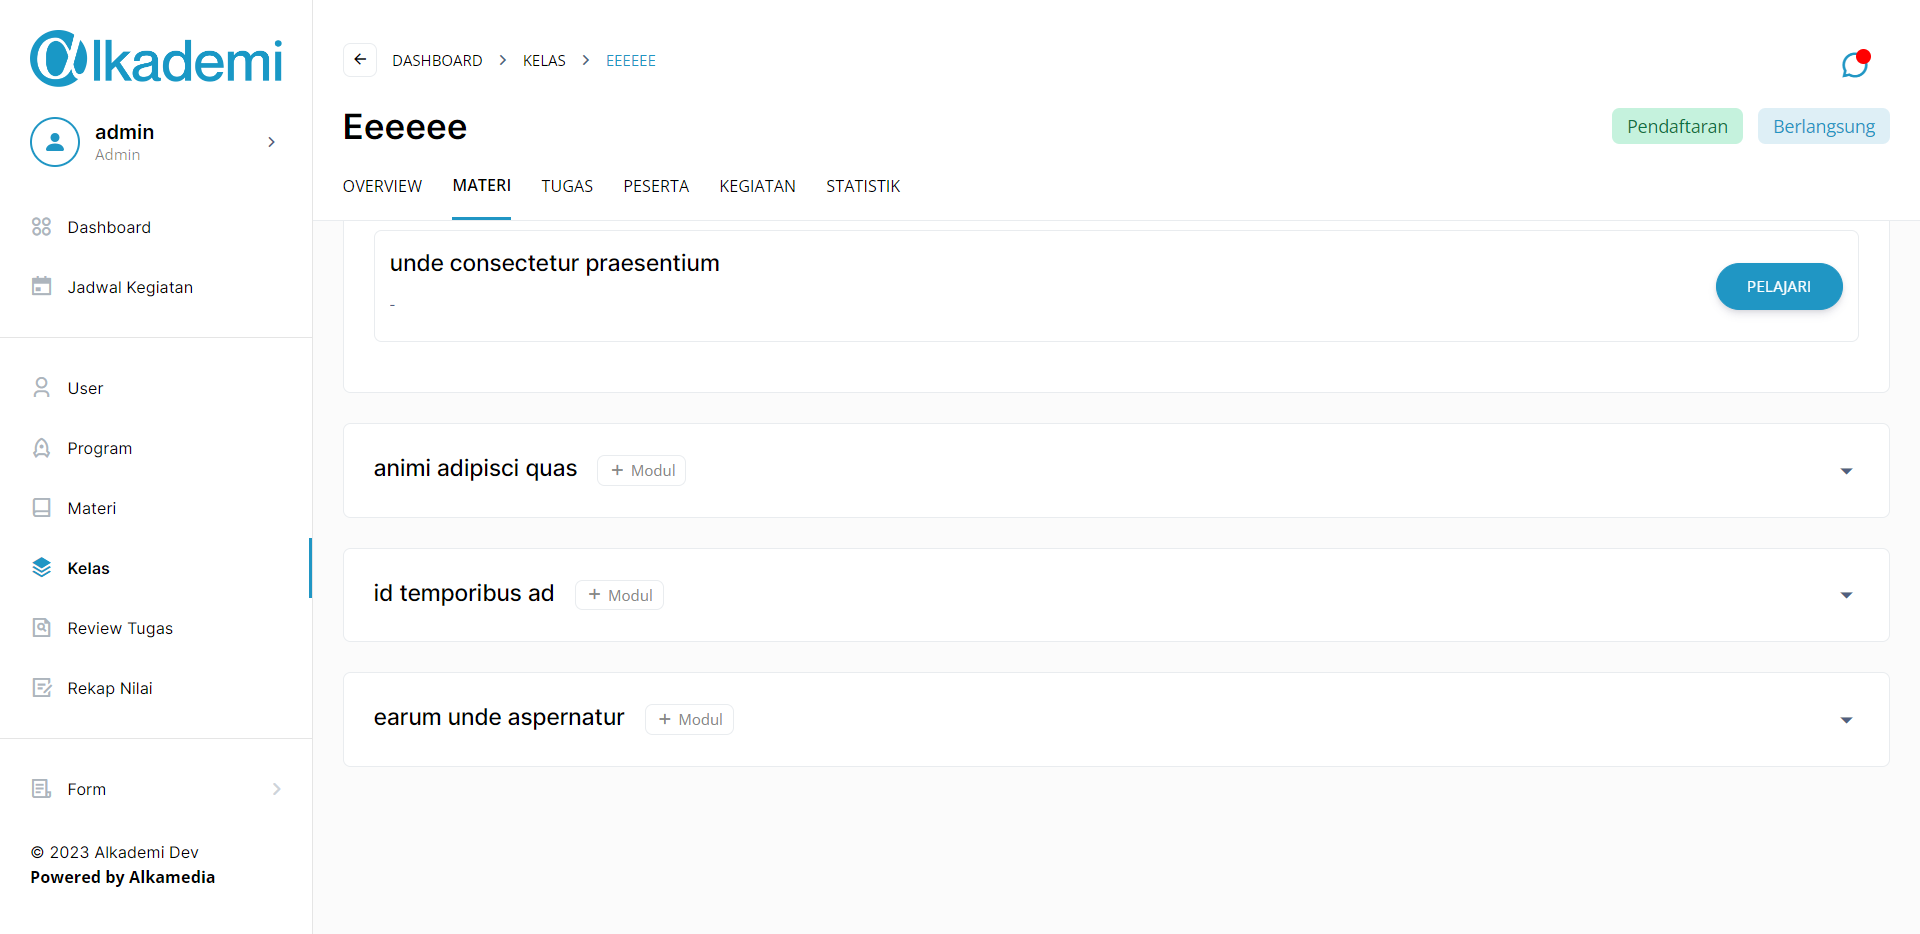 @lkademi
admin
Admin
Dashboard
Jadwal Kegiatan
User
Program
Materi
Kelas
Review Tugas
Rekap Nilai
Form
© 2023 Alkademi Dev
Powered by Alkamedia
DASHBOARD > KELAS > EEEEEE
Eeeeee
Pendaftaran
Berlangsung
OVERVIEW MATERI TUGAS PESERTA KEGIATAN STATISTIK
unde consectetur praesentium
-
PELAJARI
animi adipisci quas + Modul
id temporibus ad + Modul
earum unde aspernatur + Modul